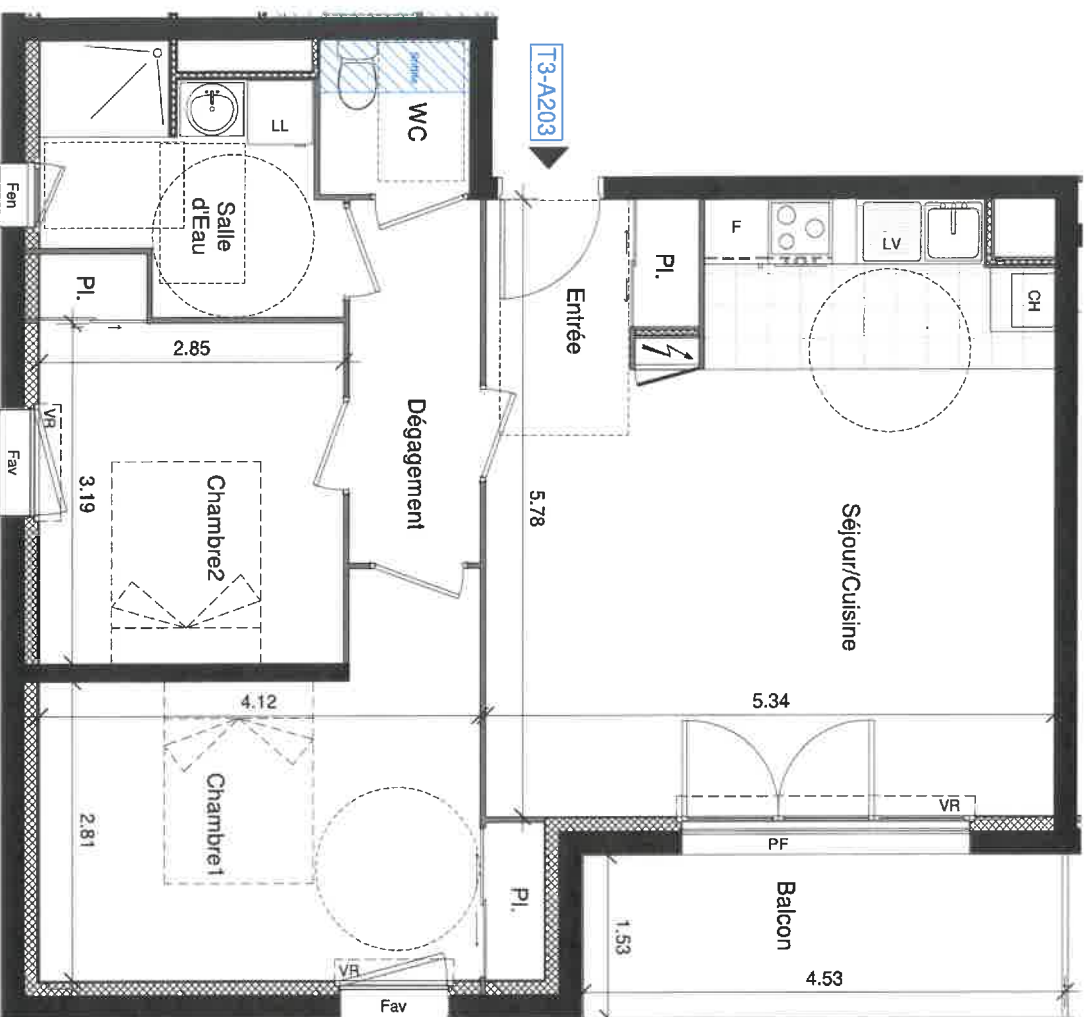 T3-A203
soffite
WC
LL
Salle
d'Eau
Fen
Pl.
2.85
VR
Fav
3.19
Chambre2
Dégagement
Entrée
Pl.
F
LV
CH
5.78
Séjour/Cuisine
4.12
5.34
2.81
Chambre1
VR
Fav
Pl.
VR
PF
Balcon
1.53
4.53